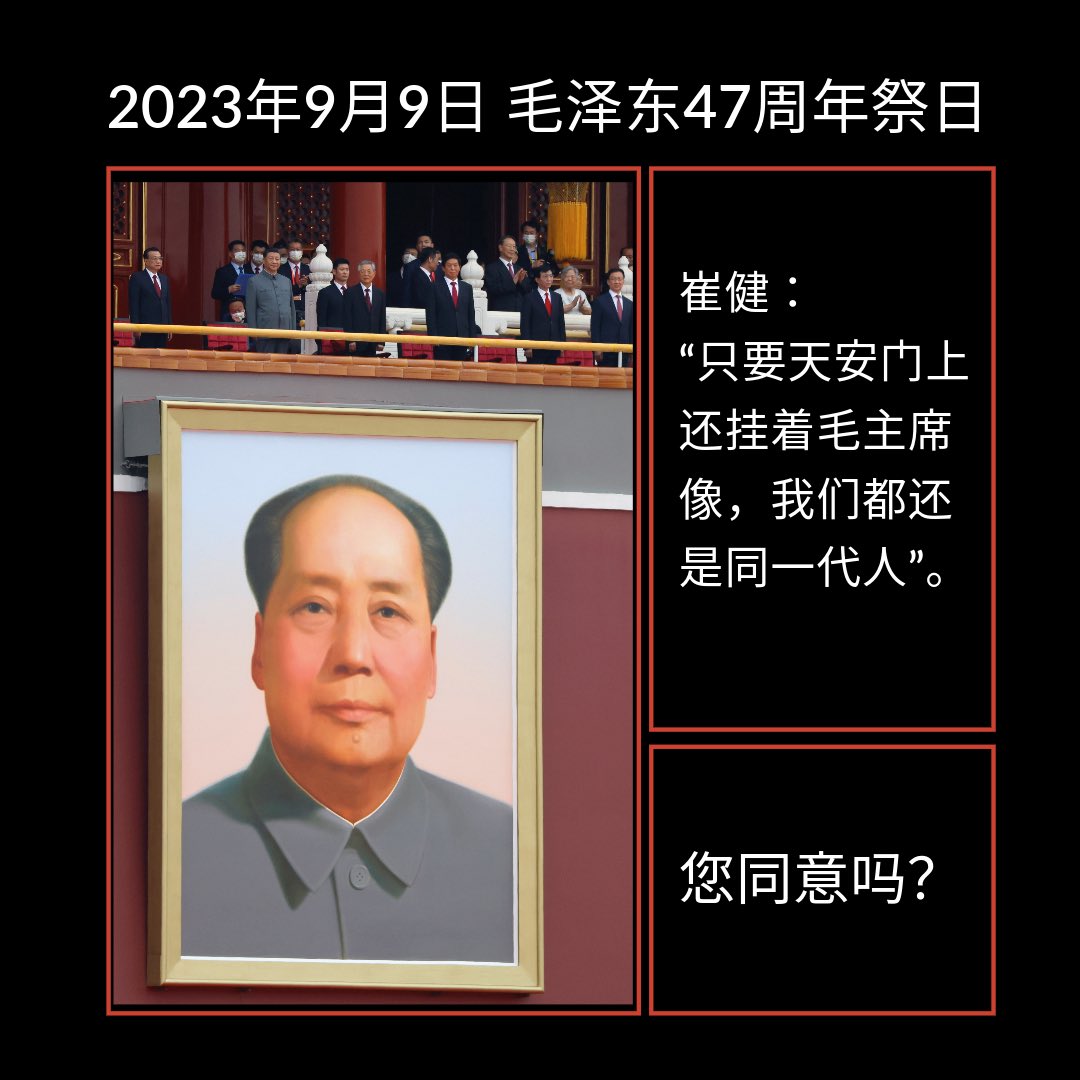 2023年9月9日 毛泽东47周年祭日
崔健：
“只要天安门上
还挂着毛主席
像，我们都还
是同一代人”。
您同意吗？